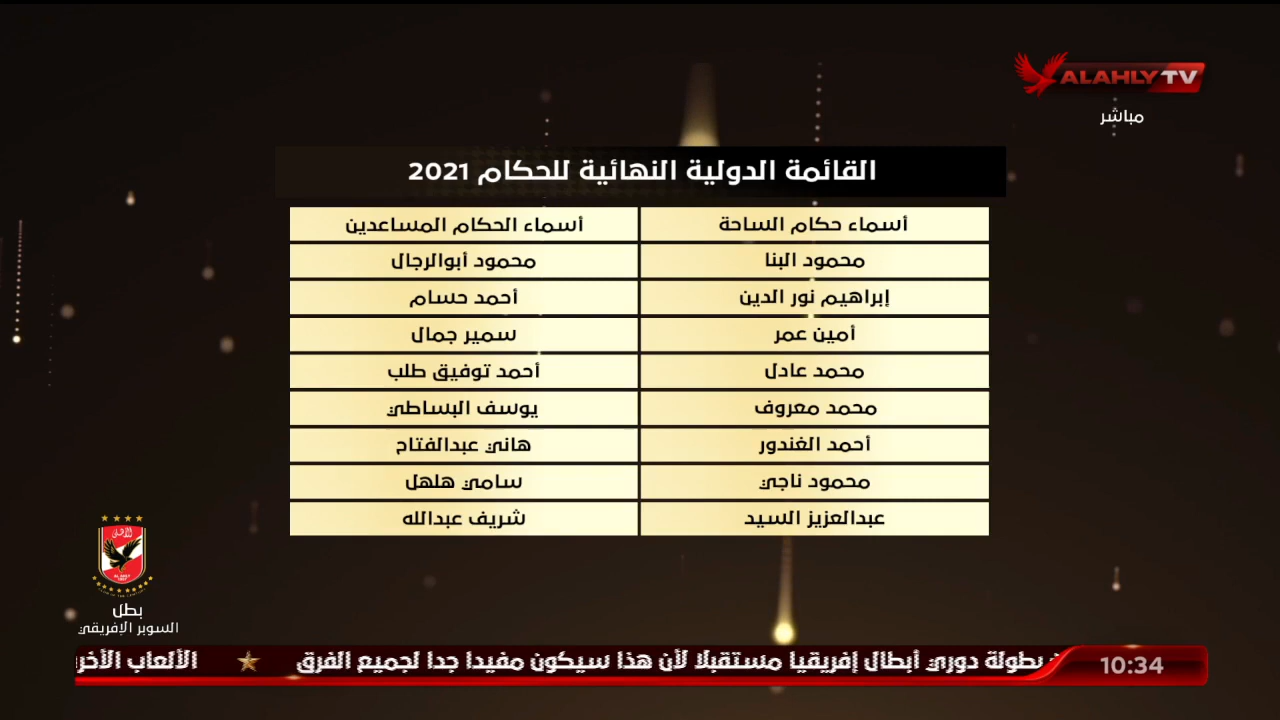 ALAHLY TV
مباشر
القائمة الدولية النهائية للحكام 2021
أسماء حكام الساحة أسماء الحكام المساعدين
محمود البنا محمود أبوالرجال
إبراهيم نور الدين أحمد حسام
أمين عمر سمير جمال
محمد عادل أحمد توفيق طلب
محمد معروف يوسف البساطي
أحمد الغندور هاني عبدالفتاح
محمود ناجي سامي هلهل
عبدالعزيز السيد شريف عبدالله
بطل
السوبر الإفريقي
10:34 بطولة دوري أبطال إفريقيا مستقبلا لأن هذا سيكون مفيدا جدا لجميع الفرق الألعاب